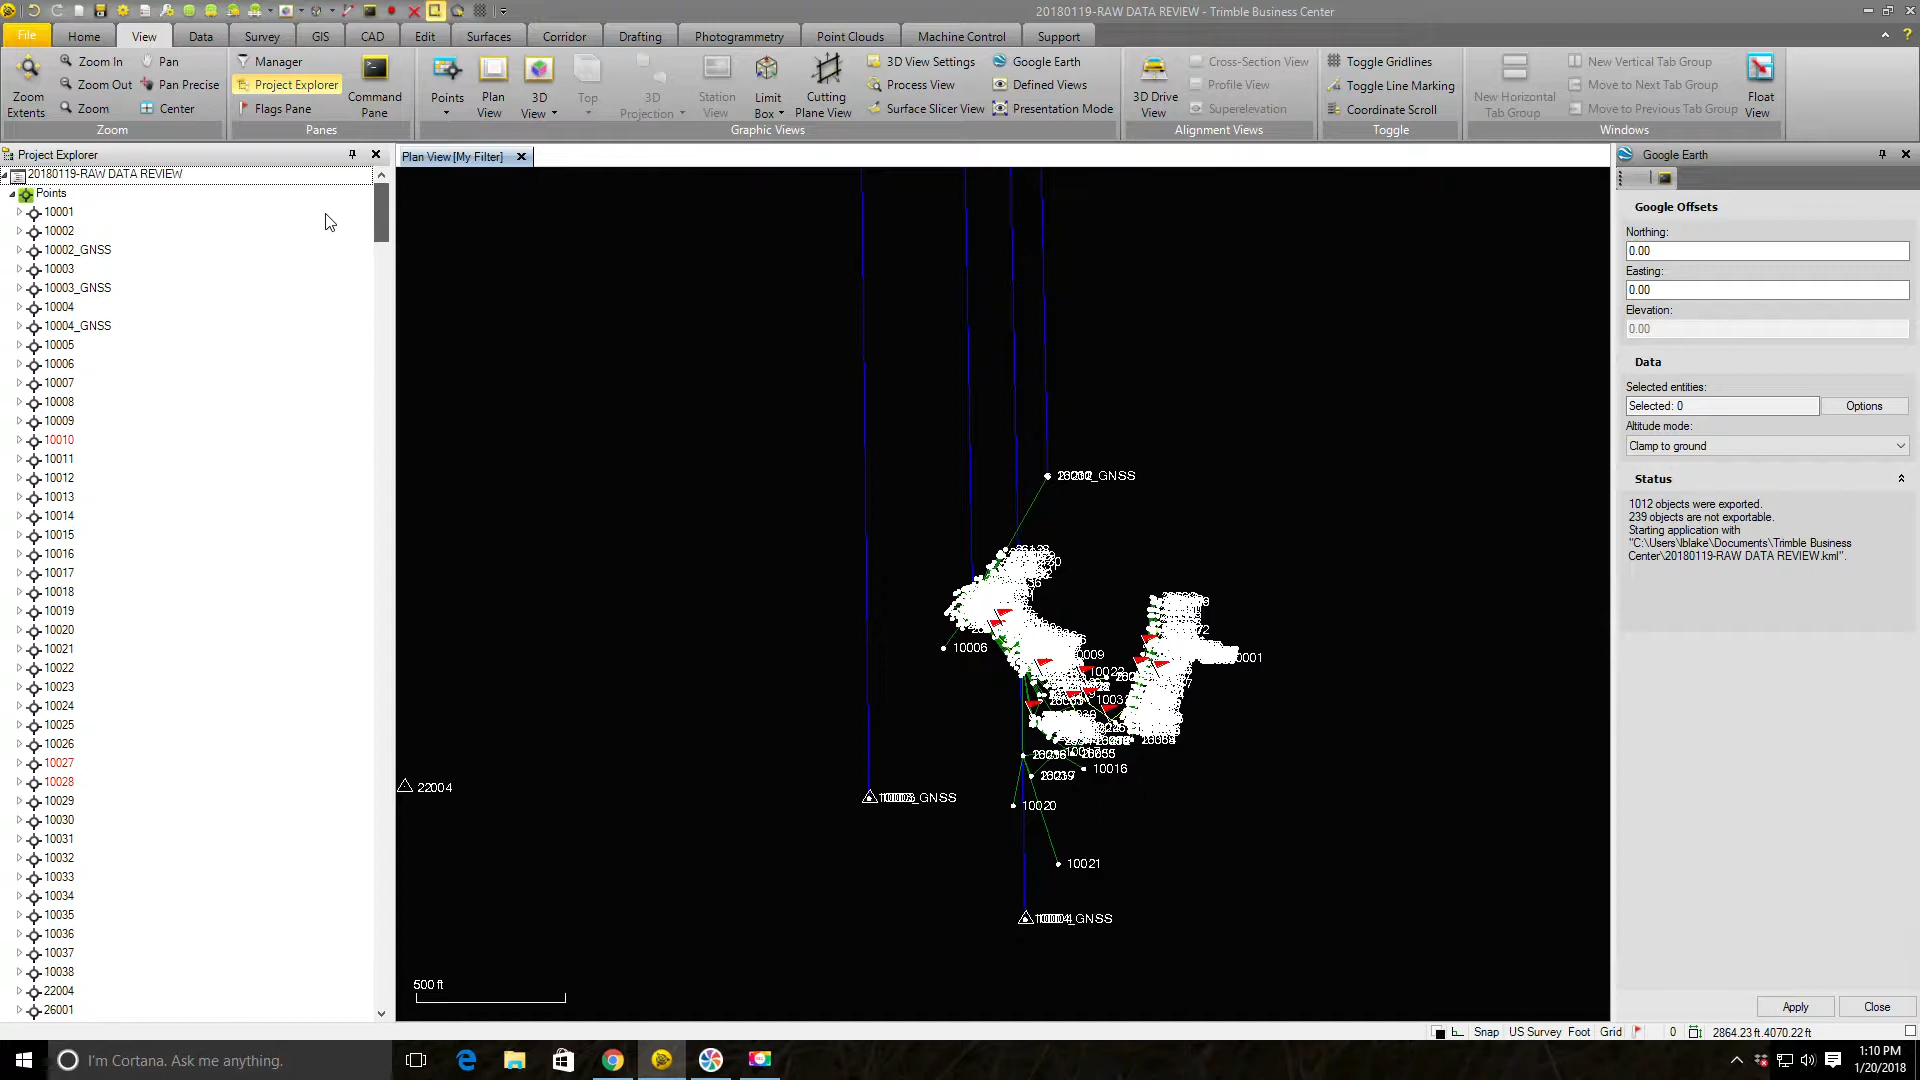 20180119-RAW DATA REVIEW - Trimble Business Center
File
Home
View
Data
Survey
GIS
CAD
Edit
Surfaces
Corridor
Drafting
Photogrammetry
Point Clouds
Machine Control
Support
Zoom Extents
Zoom In
Zoom Out
Zoom
Pan
Pan Precise
Center
Zoom
Manager
Project Explorer
Flags Pane
Command Pane
Panes
Points
Plan View
3D View
Top
3D Projection
Station View
Limit Box
Cutting Plane View
3D View Settings
Process View
Surface Slicer View
Google Earth
Defined Views
Presentation Mode
Graphic Views
3D Drive View
Cross-Section View
Profile View
Superelevation
Alignment Views
Toggle Gridlines
Toggle Line Marking
Coordinate Scroll
Toggle
New Horizontal Tab Group
New Vertical Tab Group
Move to Next Tab Group
Move to Previous Tab Group
Float View
Windows
Project Explorer
20180119-RAW DATA REVIEW
Points
10001
10002
10002_GNSS
10003
10003_GNSS
10004
10004_GNSS
10005
10006
10007
10008
10009
10010
10011
10012
10013
10014
10015
10016
10017
10018
10019
10020
10021
10022
10023
10024
10025
10026
10027
10028
10029
10030
10031
10032
10033
10034
10035
10036
10037
10038
22004
26001
Plan View [My Filter]
10006
10016
10020
10021
22004
500 ft
Google Earth
Google Offsets
Northing:
0.00
Easting:
0.00
Elevation:
0.00
Data
Selected entities:
Selected: 0
Options
Altitude mode:
Clamp to ground
Status
1012 objects were exported.
239 objects are not exportable.
Starting application with
"C:\Users\lblake\Documents\Trimble Business
Center\20180119-RAW DATA REVIEW.kml".
Apply
Close
Snap
US Survey Foot
Grid
0
2864.23 ft,4070.22 ft
I'm Cortana. Ask me anything.
1:10 PM
1/20/2018